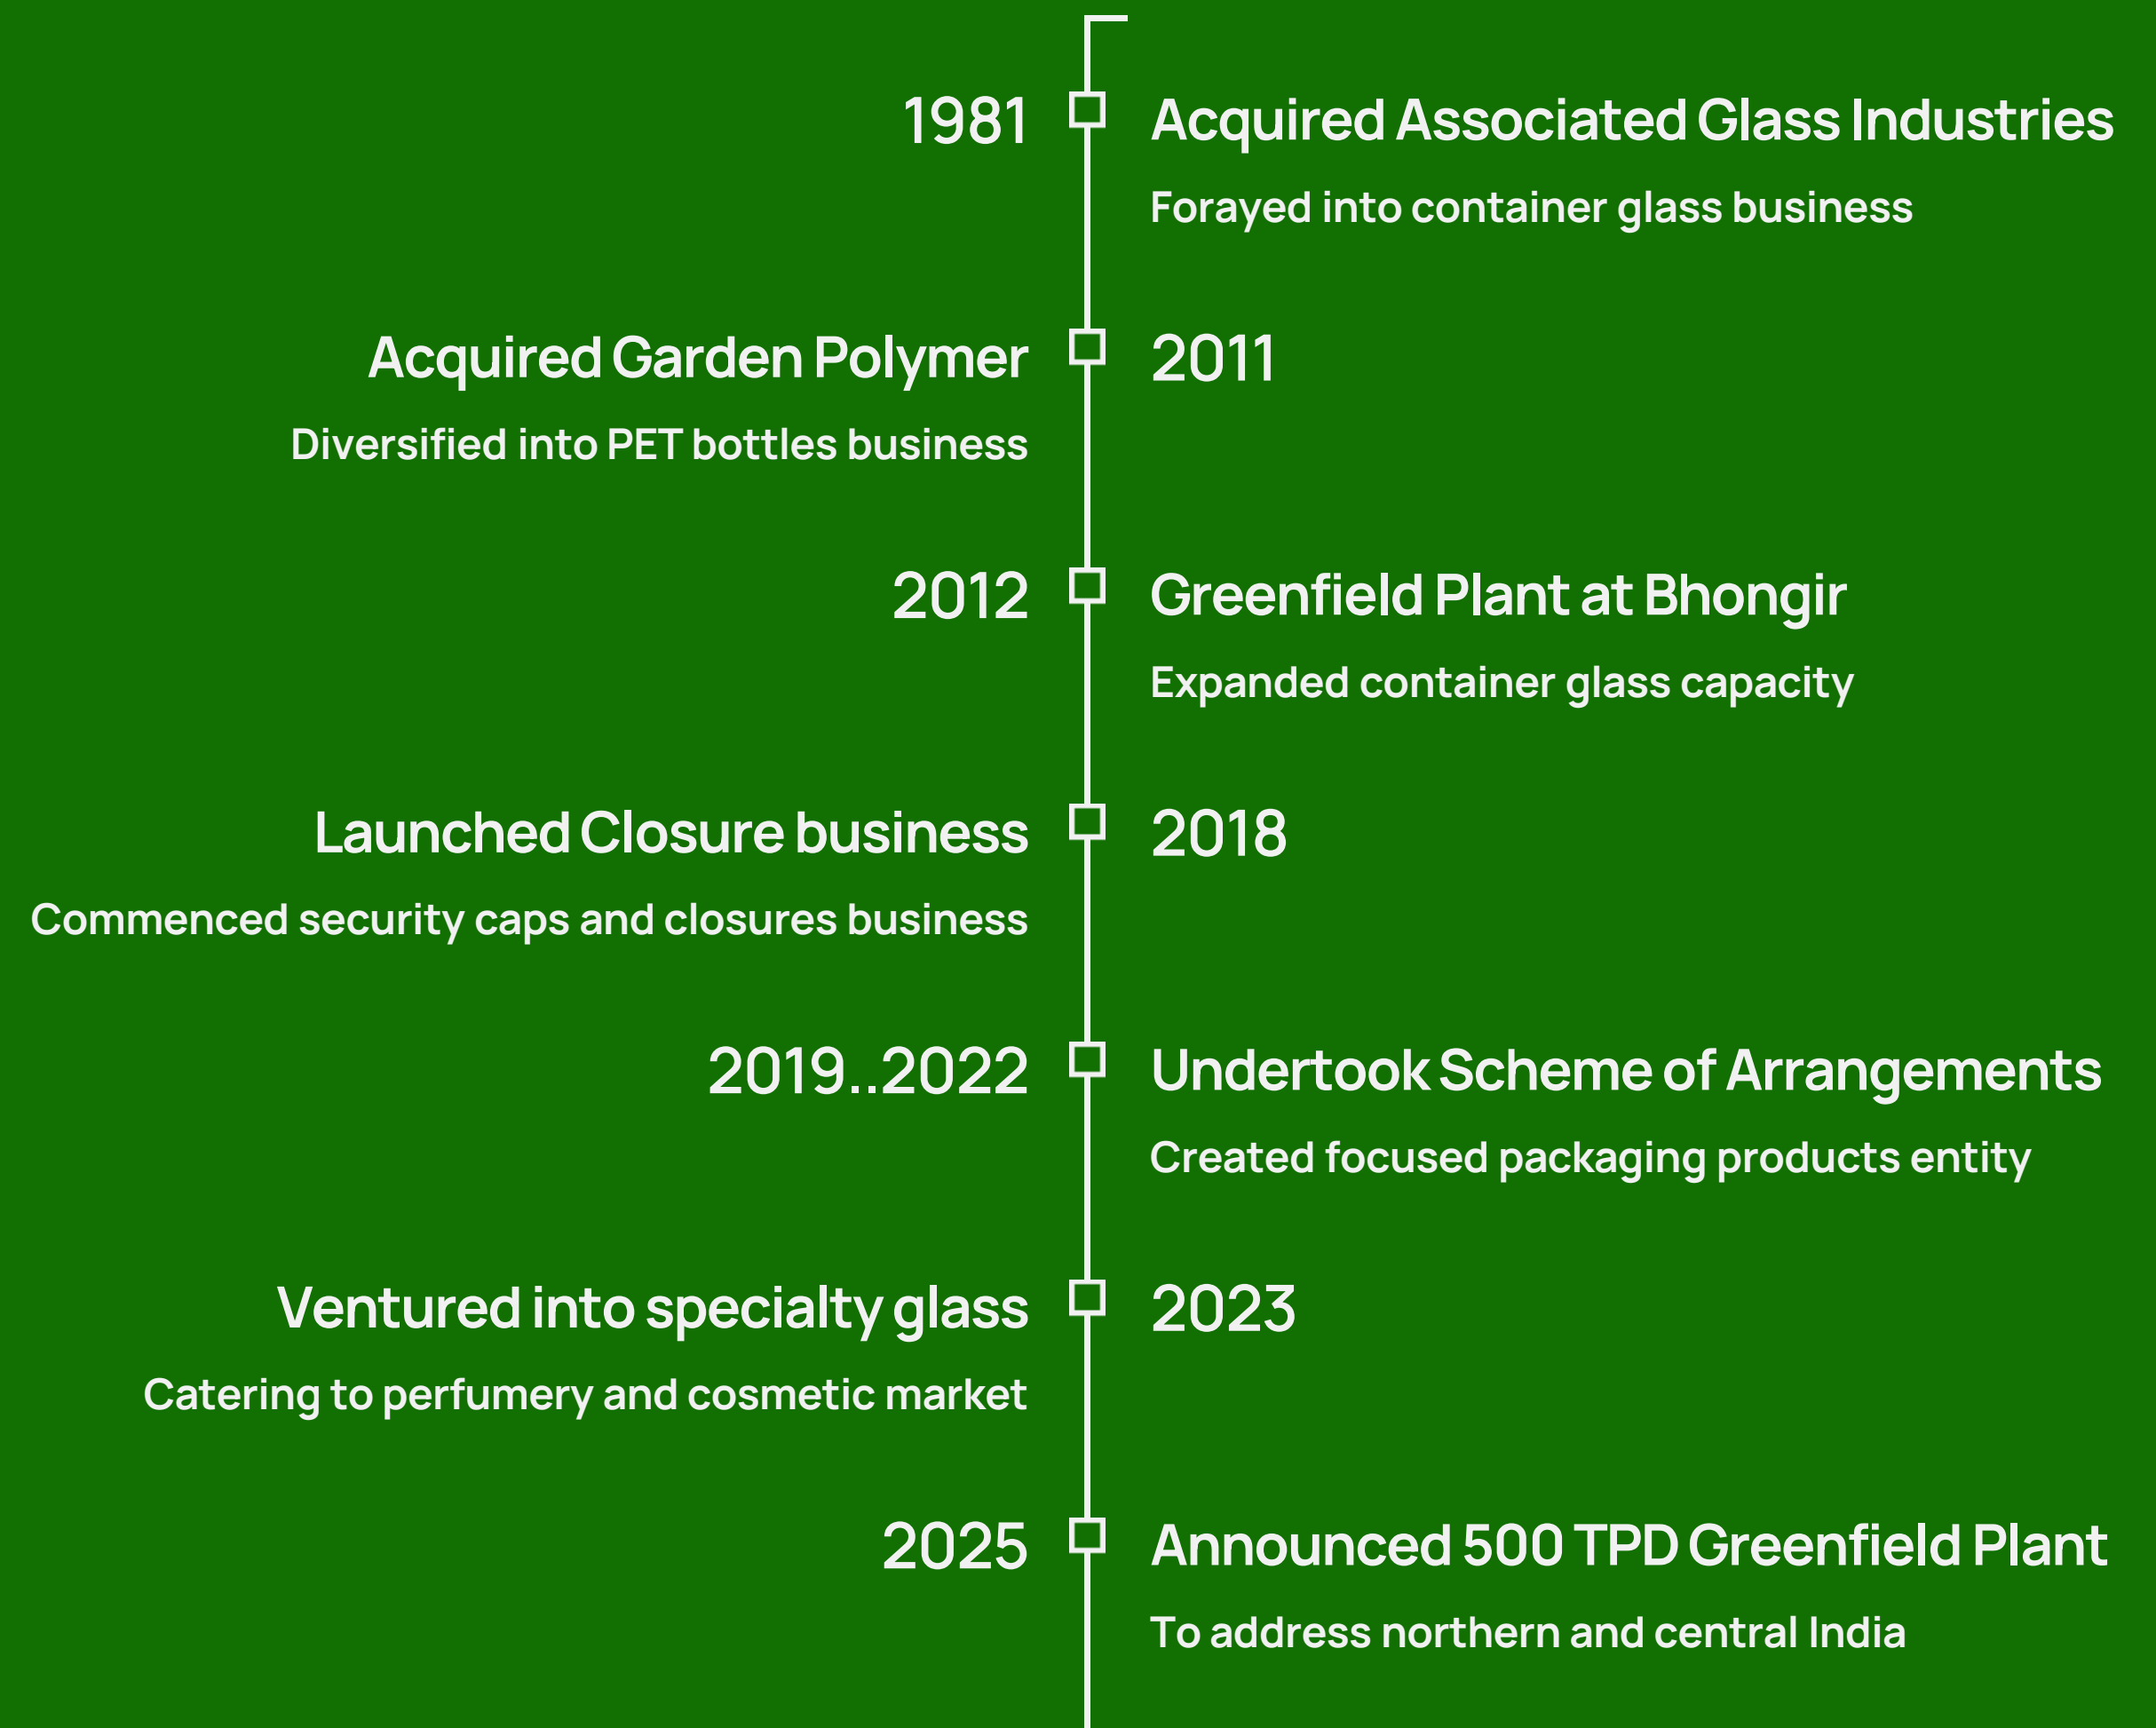 1981
Acquired Associated Glass Industries
Forayed into container glass business
Acquired Garden Polymer
2011
Diversified into PET bottles business
2012
Greenfield Plant at Bhongir
Expanded container glass capacity
Launched Closure business
2018
Commenced security caps and closures business
2019..2022
Undertook Scheme of Arrangements
Created focused packaging products entity
Ventured into specialty glass
2023
Catering to perfumery and cosmetic market
2025
Announced 500 TPD Greenfield Plant
To address northern and central India